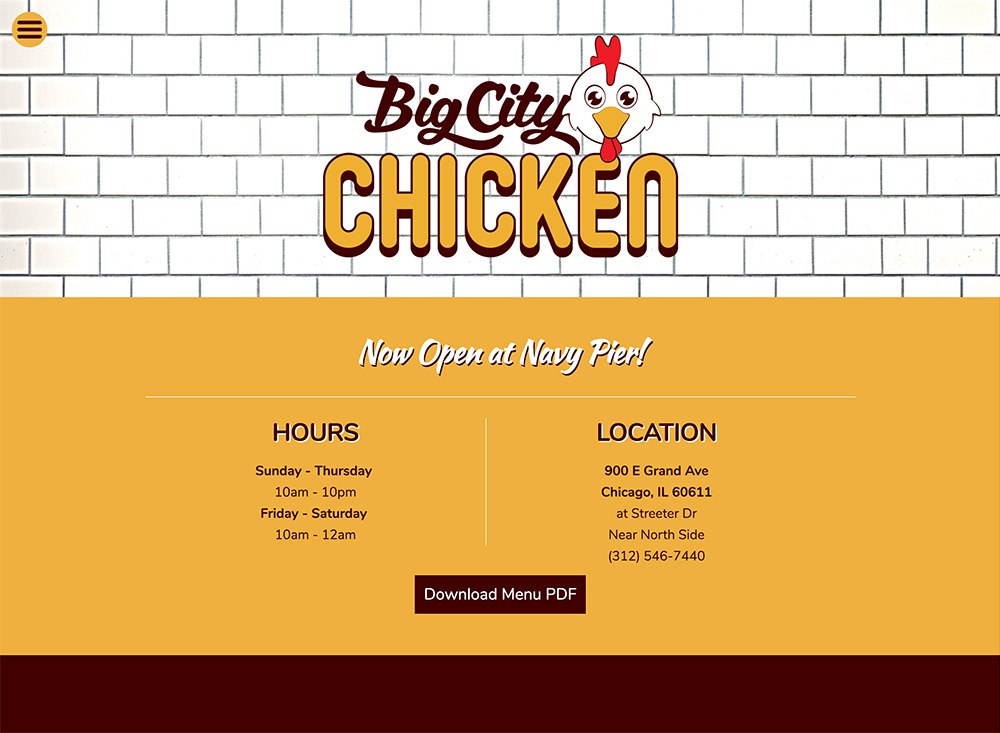 Big City
CHICKEN
Now Open at Navy Pier!
HOURS
Sunday - Thursday
10am - 10pm
Friday - Saturday
10am - 12am
LOCATION
900 E Grand Ave
Chicago, IL 60611
at Streeter Dr
Near North Side
(312) 546-7440
Download Menu PDF